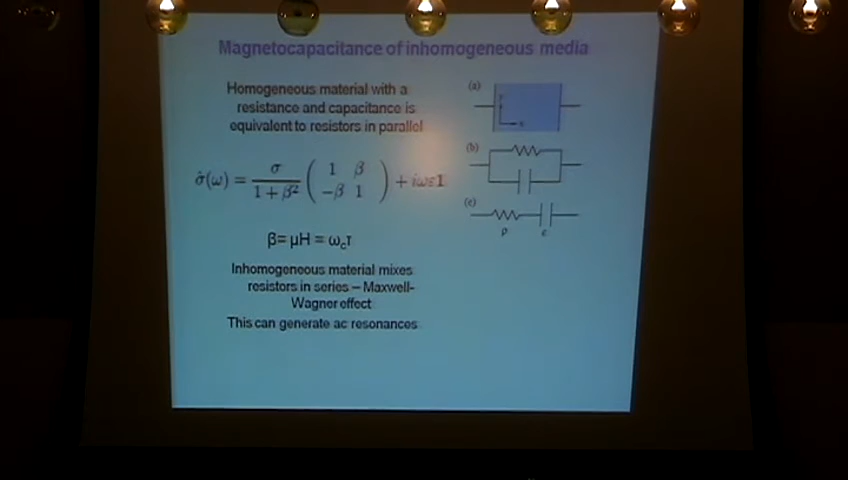 Magnetocapacitance of inhomogeneous media
Homogeneous material with a
resistance and capacitance is
equivalent to resistors in parallel
(a)
(b)
(c)
ρ ε
σ̂(ω) = σ / (1 + β²) ( 1 β ; −β 1 ) + iωε1
β= μH = ω_cτ
Inhomogeneous material mixes
resistors in series – Maxwell-
Wagner effect
This can generate ac resonances